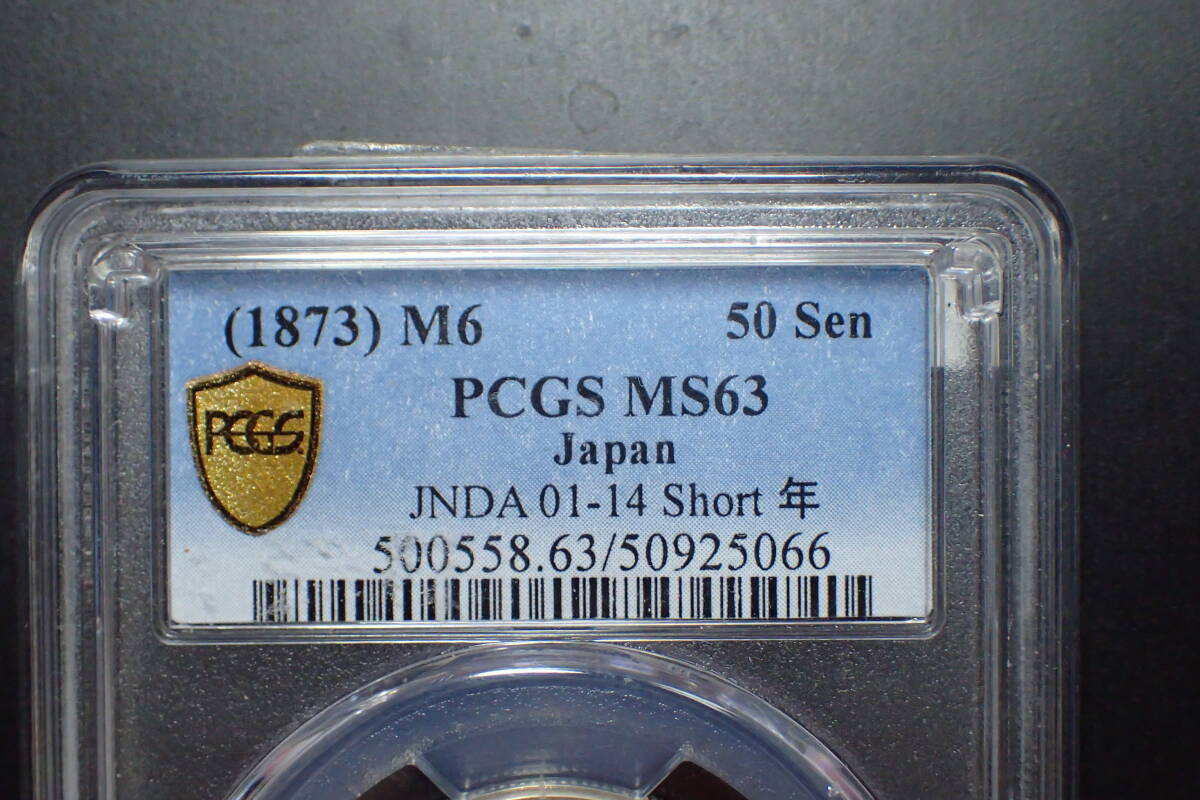 (1873) M6 50 Sen
PCGS MS63
Japan
PCGS
JNDA 01-14 Short 年
500558.63/50925066